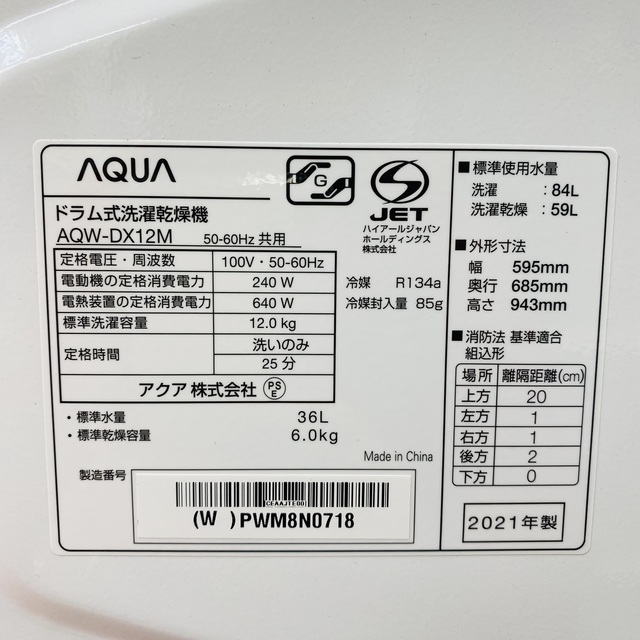 AQUA
G
S
JET
ドラム式洗濯乾燥機
AQW-DX12M 50-60Hz 共用
ハイアールジャパン
ホールディングス
株式会社
定格電圧・周波数 100V・50-60Hz
電動機の定格消費電力 240 W
電熱装置の定格消費電力 640 W
標準洗濯容量 12.0 kg
定格時間 洗いのみ
25 分
アクア 株式会社 PSE
冷媒 R134a
冷媒封入量 85g
・標準水量 36L
・標準乾燥容量 6.0kg
Made in China
製造番号
CEAAJTE00
(W )PWM8N0718
■ 標準使用水量
洗濯 : 84L
洗濯乾燥 : 59L
■ 外形寸法
幅 595mm
奥行 685mm
高さ 943mm
■ 消防法 基準適合
組込形
場所 離隔距離(cm)
上方 20
左方 1
右方 1
後方 2
下方 0
2021年製